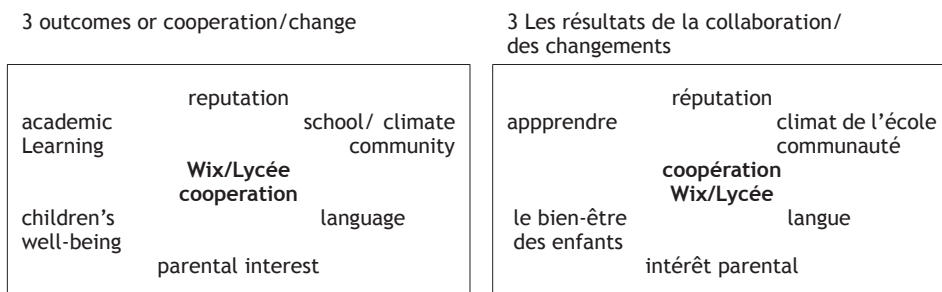 3 outcomes or cooperation/change
reputation
academic school/ climate
Learning community
Wix/Lycée
cooperation
children's language
well-being
parental interest
3 Les résultats de la collaboration/
des changements
réputation
appprendre climat de l'école
communauté
coopération
Wix/Lycée
le bien-être langue
des enfants
intérêt parental